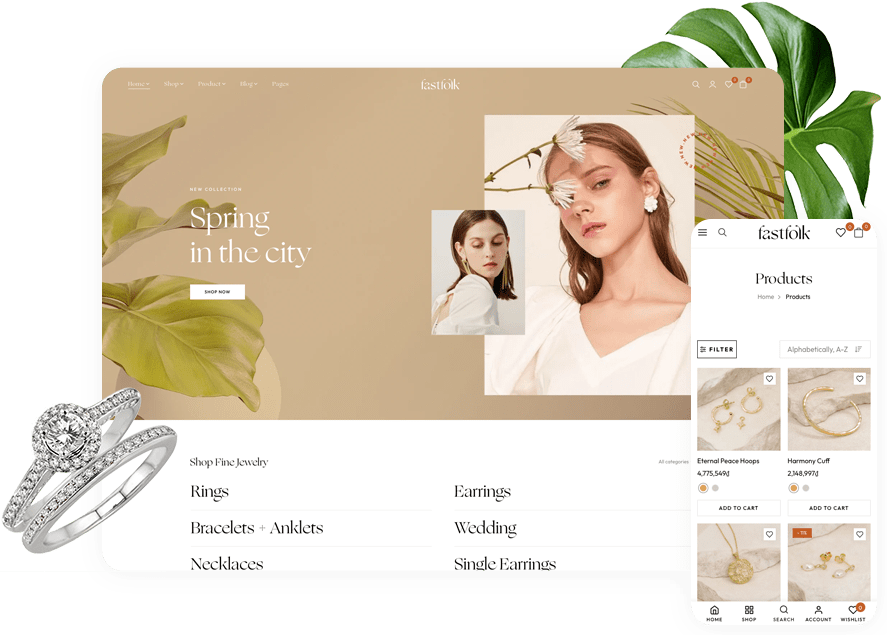 Home Shop Product Blog Pages
fastfolk
0 0
NEW COLLECTION
Spring
in the city
SHOP NOW
NEW NEW NEW
Shop Fine Jewelry
All categories
Rings
Earrings
Bracelets + Anklets
Wedding
Necklaces
Single Earrings
fastfolk
0 0
Products
Home > Products
FILTER
Alphabetically, A-Z
Eternal Peace Hoops
Harmony Cuff
4,775,549₫
2,148,997₫
ADD TO CART
ADD TO CART
0
HOME SHOP SEARCH ACCOUNT WISHLIST